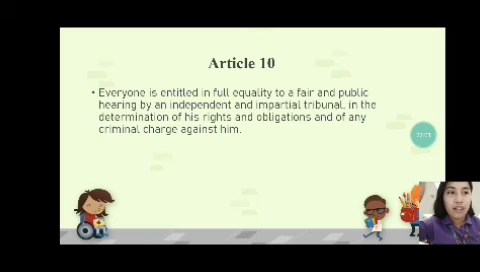 Article 10
• Everyone is entitled in full equality to a fair and public
hearing by an independent and impartial tribunal, in the
determination of his rights and obligations and of any
criminal charge against him.